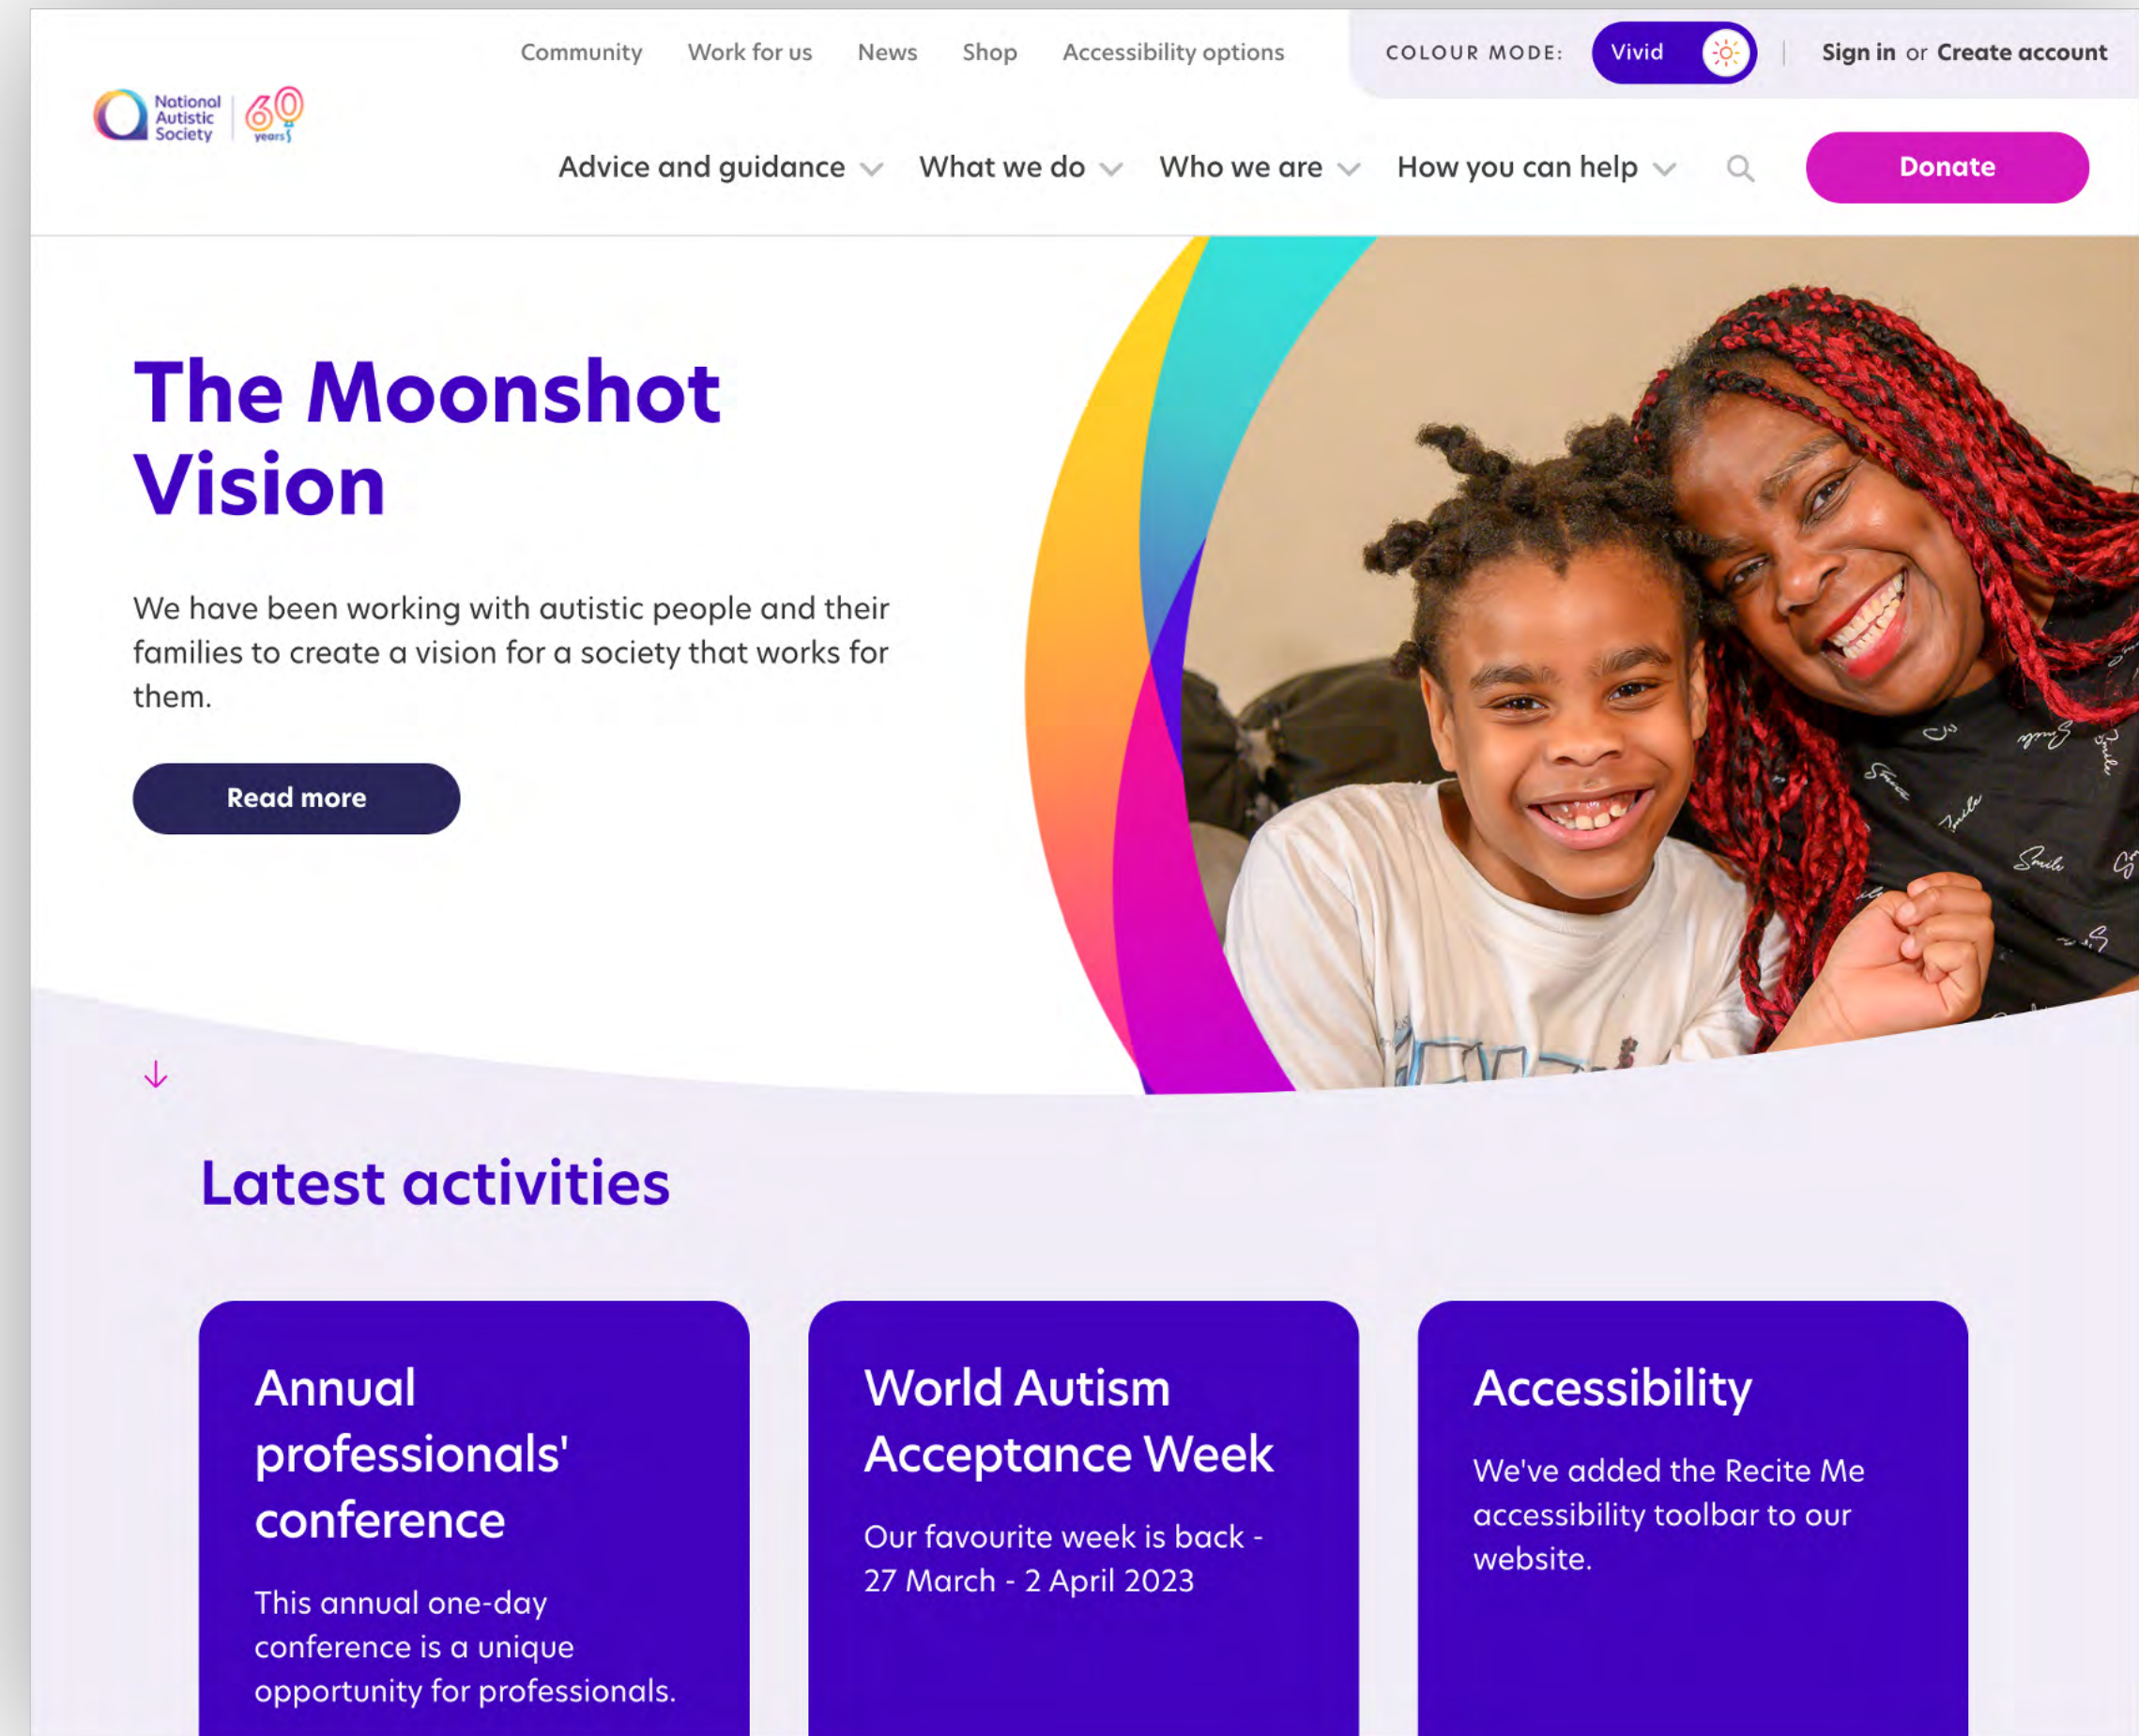 Community Work for us News Shop Accessibility options COLOUR MODE: Vivid Sign in or Create account
National
Autistic
Society
60
years
Advice and guidance What we do Who we are How you can help Donate
The Moonshot
Vision
We have been working with autistic people and their
families to create a vision for a society that works for
them.
Read more
Smile
Smile
Smile
Smile
Smile
Latest activities
Annual
professionals'
conference
This annual one-day
conference is a unique
opportunity for professionals.
World Autism
Acceptance Week
Our favourite week is back -
27 March - 2 April 2023
Accessibility
We've added the Recite Me
accessibility toolbar to our
website.